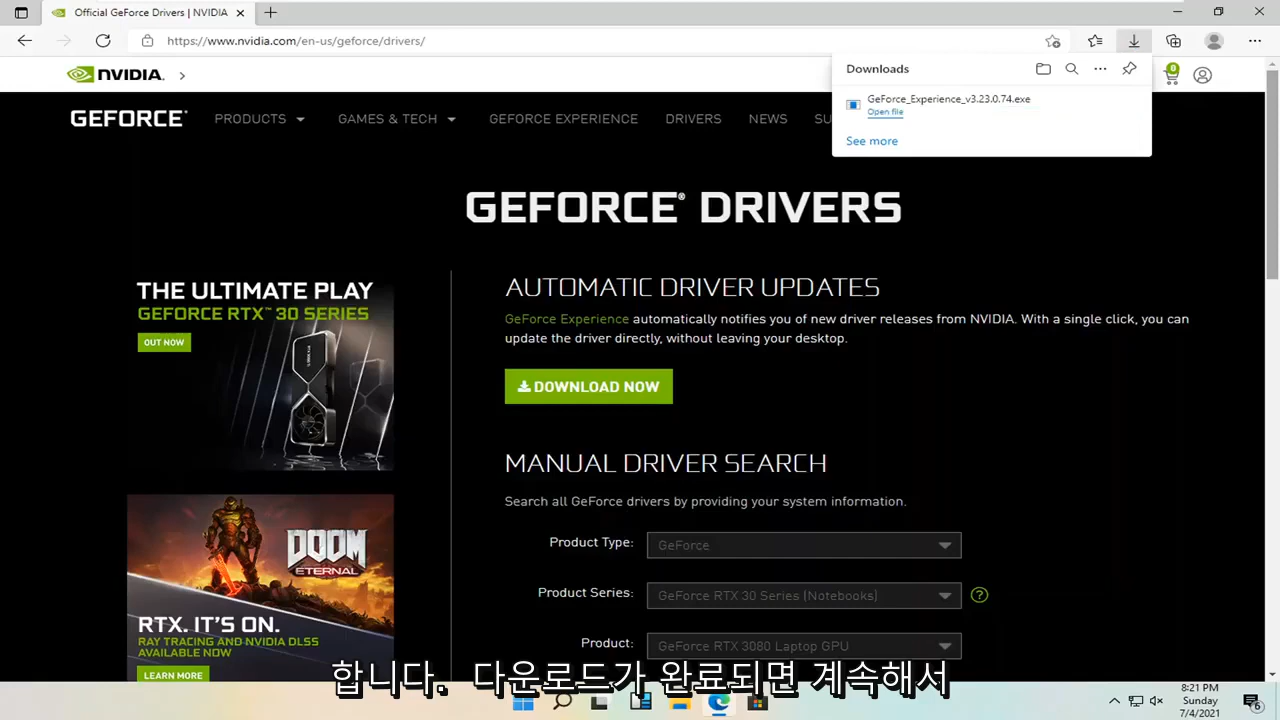 Official GeForce Drivers | NVIDIA
https://www.nvidia.com/en-us/geforce/drivers/
NVIDIA.
0
Downloads
GeForce_Experience_v3.23.0.74.exe
Open file
See more
GEFORCE®
PRODUCTS
GAMES & TECH
GEFORCE EXPERIENCE
DRIVERS
NEWS
SU
GEFORCE® DRIVERS
THE ULTIMATE PLAY
GEFORCE RTX™ 30 SERIES
OUT NOW
AUTOMATIC DRIVER UPDATES
GeForce Experience automatically notifies you of new driver releases from NVIDIA. With a single click, you can
update the driver directly, without leaving your desktop.
DOWNLOAD NOW
MANUAL DRIVER SEARCH
Search all GeForce drivers by providing your system information.
Product Type:
GeForce
Product Series:
GeForce RTX 30 Series (Notebooks)
?
Product:
GeForce RTX 3080 Laptop GPU
DOOM
ETERNAL
RTX. IT'S ON.
RAY TRACING AND NVIDIA DLSS
AVAILABLE NOW
LEARN MORE
합니다. 다운로드가 완료되면 계속해서
8:21 PM
Sunday
7/4/2021
6